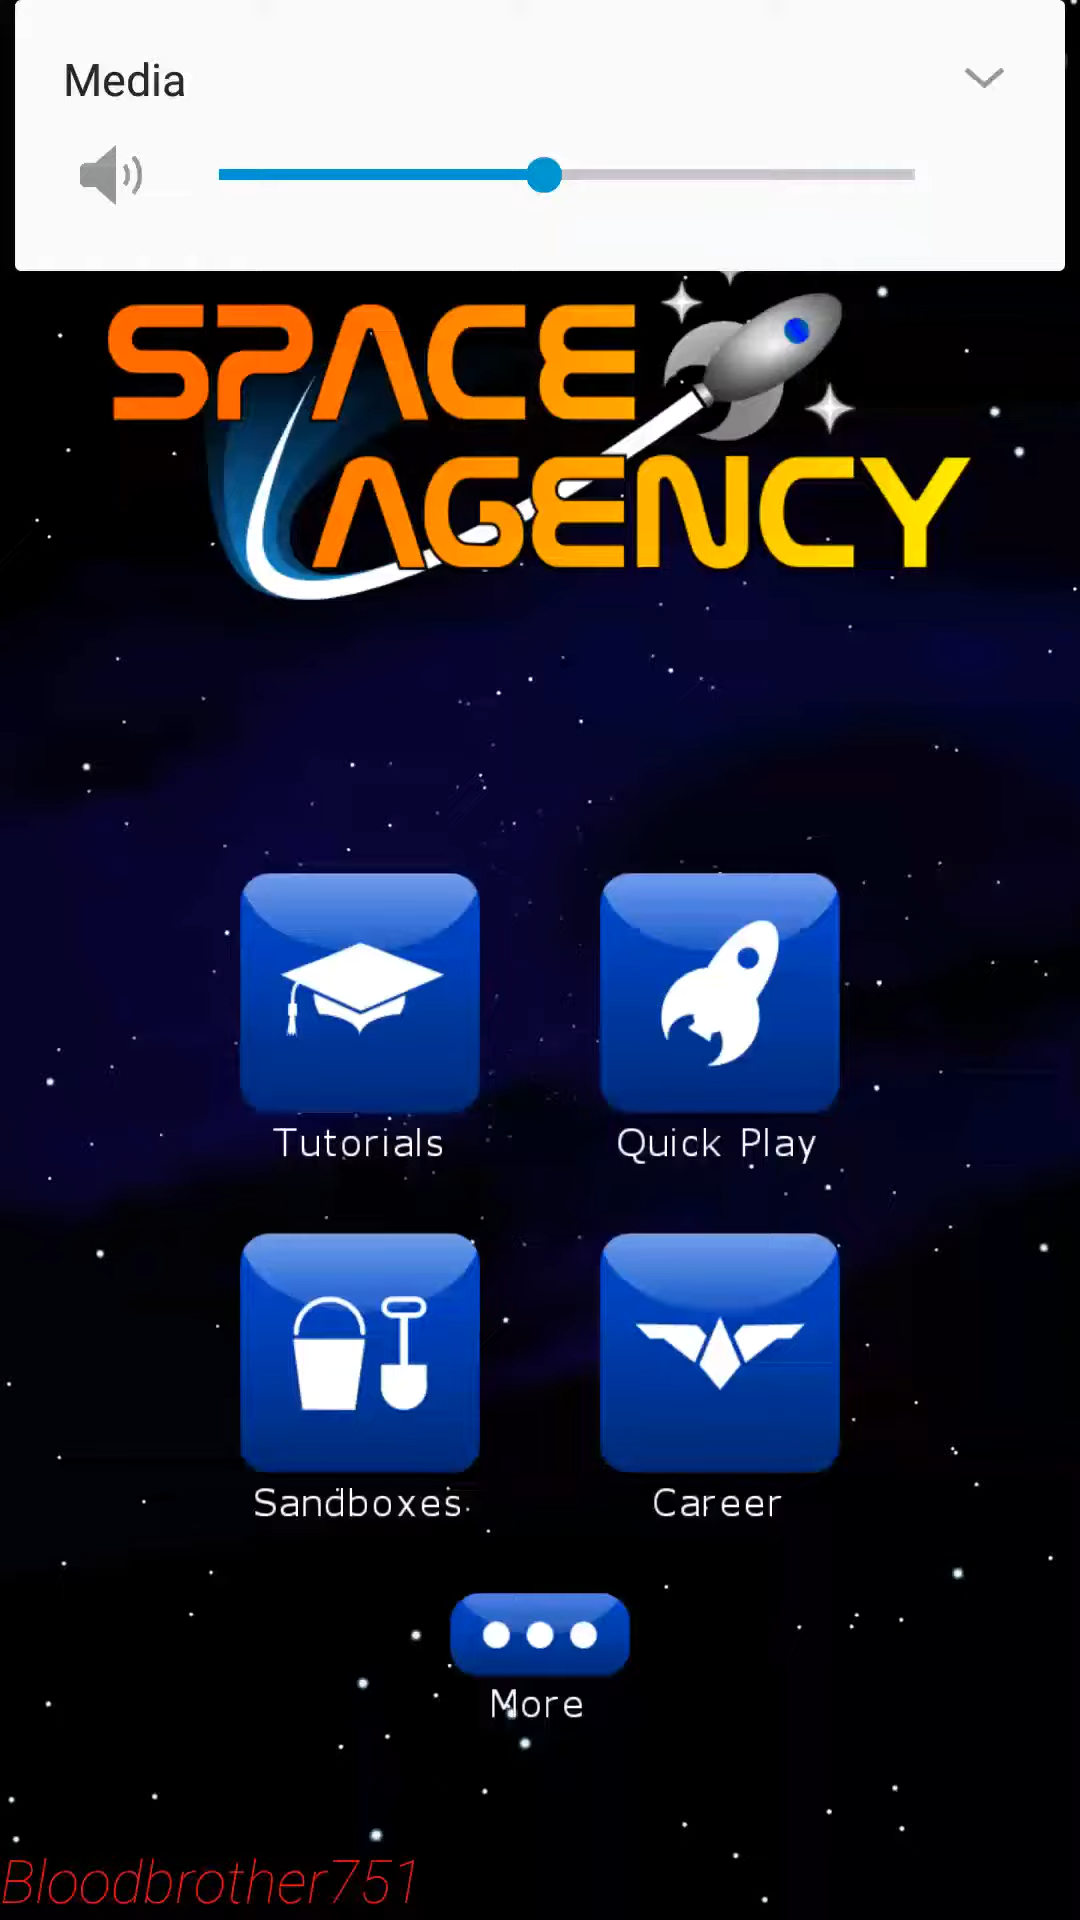 Media
SPACE
AGENCY
Tutorials
Quick Play
Sandboxes
Career
More
Bloodbrother751